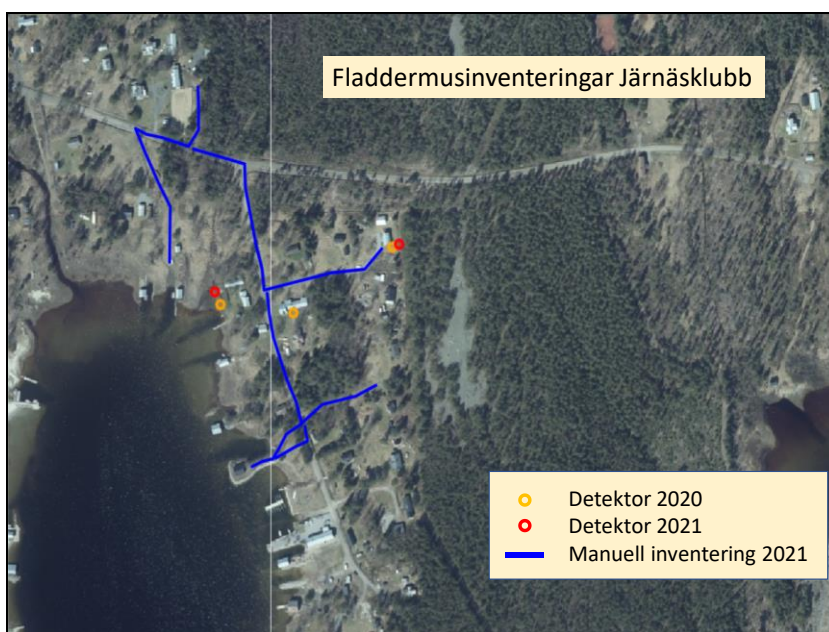 Fladdermusinventeringar Järnäsklubb
Detektor 2020
Detektor 2021
Manuell inventering 2021